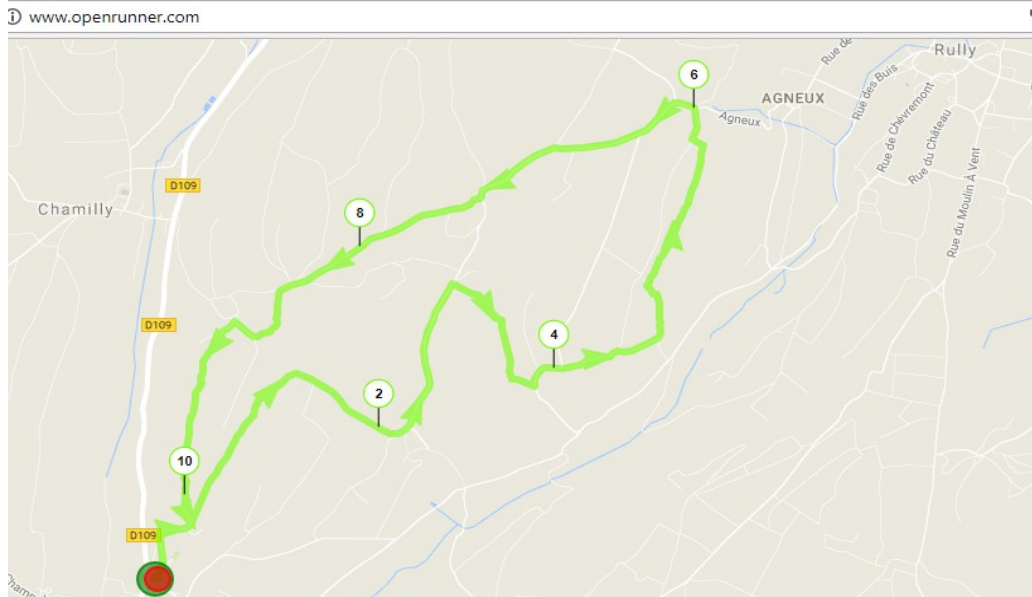 www.openrunner.com
Rully
6
AGNEUX
Rue des Buis
Agneux
Rue de Chèvremont
Rue du Château
Rue du Moulin À Vent
D109
Chamilly
8
D109
4
2
10
D109